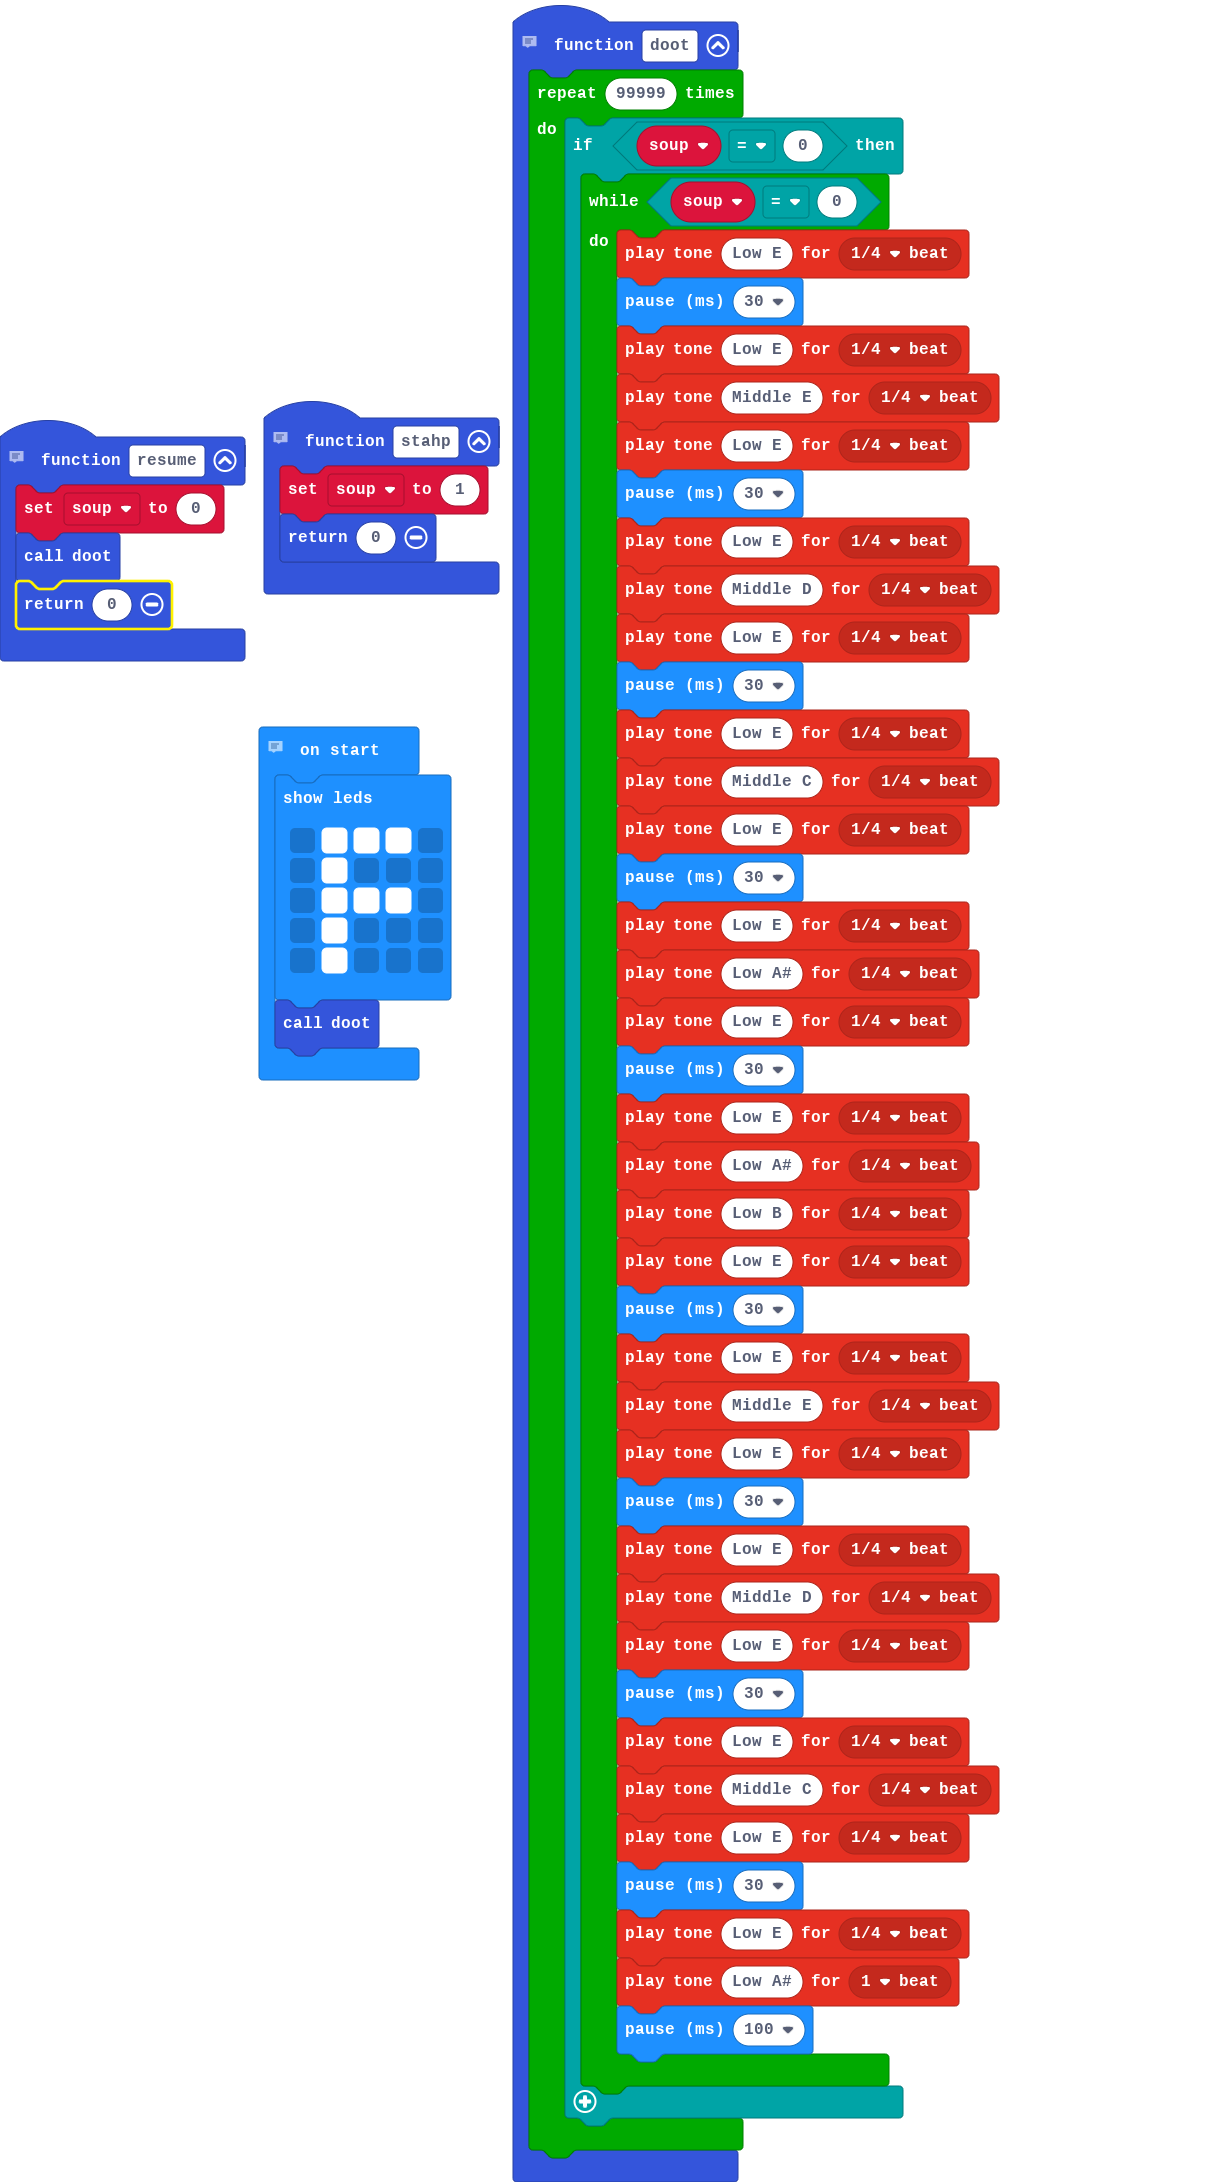 function resume
set soup to 0
call doot
return 0
function stahp
set soup to 1
return 0
on start
show leds
call doot
function doot
repeat 99999 times
do
if soup = 0 then
while soup = 0
do play tone Low E for 1/4 beat
pause (ms) 30
play tone Low E for 1/4 beat
play tone Middle E for 1/4 beat
play tone Low E for 1/4 beat
pause (ms) 30
play tone Low E for 1/4 beat
play tone Middle D for 1/4 beat
play tone Low E for 1/4 beat
pause (ms) 30
play tone Low E for 1/4 beat
play tone Middle C for 1/4 beat
play tone Low E for 1/4 beat
pause (ms) 30
play tone Low E for 1/4 beat
play tone Low A# for 1/4 beat
play tone Low E for 1/4 beat
pause (ms) 30
play tone Low E for 1/4 beat
play tone Low A# for 1/4 beat
play tone Low B for 1/4 beat
play tone Low E for 1/4 beat
pause (ms) 30
play tone Low E for 1/4 beat
play tone Middle E for 1/4 beat
play tone Low E for 1/4 beat
pause (ms) 30
play tone Low E for 1/4 beat
play tone Middle D for 1/4 beat
play tone Low E for 1/4 beat
pause (ms) 30
play tone Low E for 1/4 beat
play tone Middle C for 1/4 beat
play tone Low E for 1/4 beat
pause (ms) 30
play tone Low E for 1/4 beat
play tone Low A# for 1 beat
pause (ms) 100